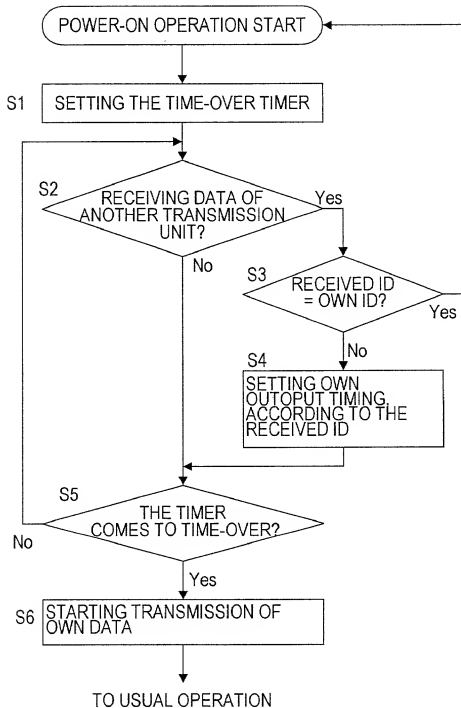 POWER-ON OPERATION START
S1
SETTING THE TIME-OVER TIMER
S2
RECEIVING DATA OF
ANOTHER TRANSMISSION
UNIT?
Yes
No
S3
RECEIVED ID
= OWN ID?
Yes
No
S4
SETTING OWN
OUTOPUT TIMING,
ACCORDING TO THE
RECEIVED ID
S5
THE TIMER
COMES TO TIME-OVER?
No
Yes
S6
STARTING TRANSMISSION OF
OWN DATA
TO USUAL OPERATION